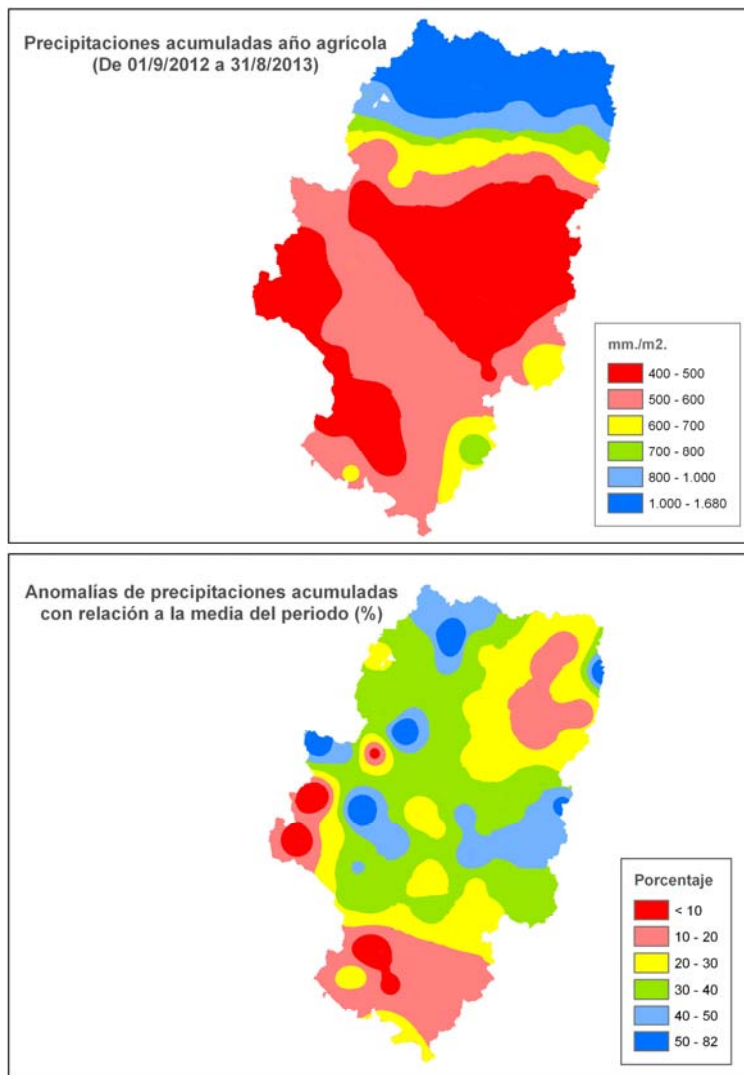 Precipitaciones acumuladas año agrícola
(De 01/9/2012 a 31/8/2013)
mm./m2.
400 - 500
500 - 600
600 - 700
700 - 800
800 - 1.000
1.000 - 1.680
Anomalías de precipitaciones acumuladas
con relación a la media del periodo (%)
Porcentaje
< 10
10 - 20
20 - 30
30 - 40
40 - 50
50 - 82